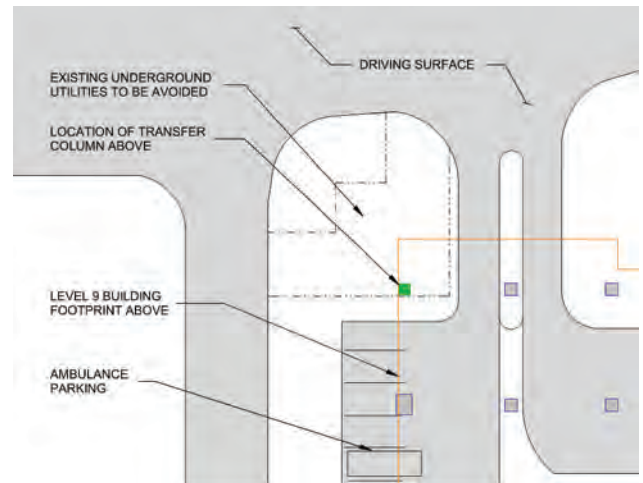 DRIVING SURFACE
EXISTING UNDERGROUND
UTILITIES TO BE AVOIDED
LOCATION OF TRANSFER
COLUMN ABOVE
LEVEL 9 BUILDING
FOOTPRINT ABOVE
AMBULANCE
PARKING